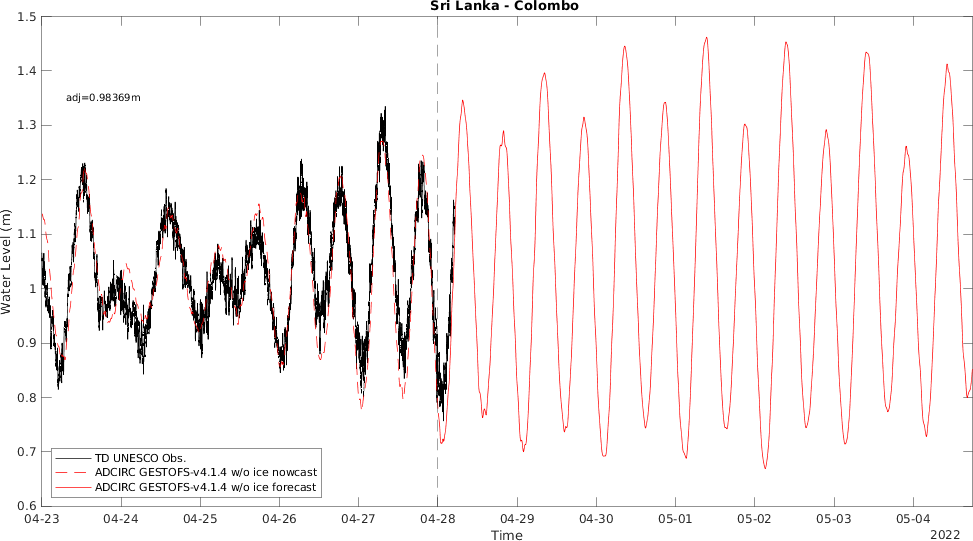 Sri Lanka - Colombo
1.5
1.4
adj=0.98369m
1.3
1.2
1.1
Water Level (m)
1
0.9
0.8
0.7
0.6
TD UNESCO Obs.
ADCIRC GESTOFS-v4.1.4 w/o ice nowcast
ADCIRC GESTOFS-v4.1.4 w/o ice forecast
04-23 04-24 04-25 04-26 04-27 04-28 04-29 04-30 05-01 05-02 05-03 05-04
Time
2022